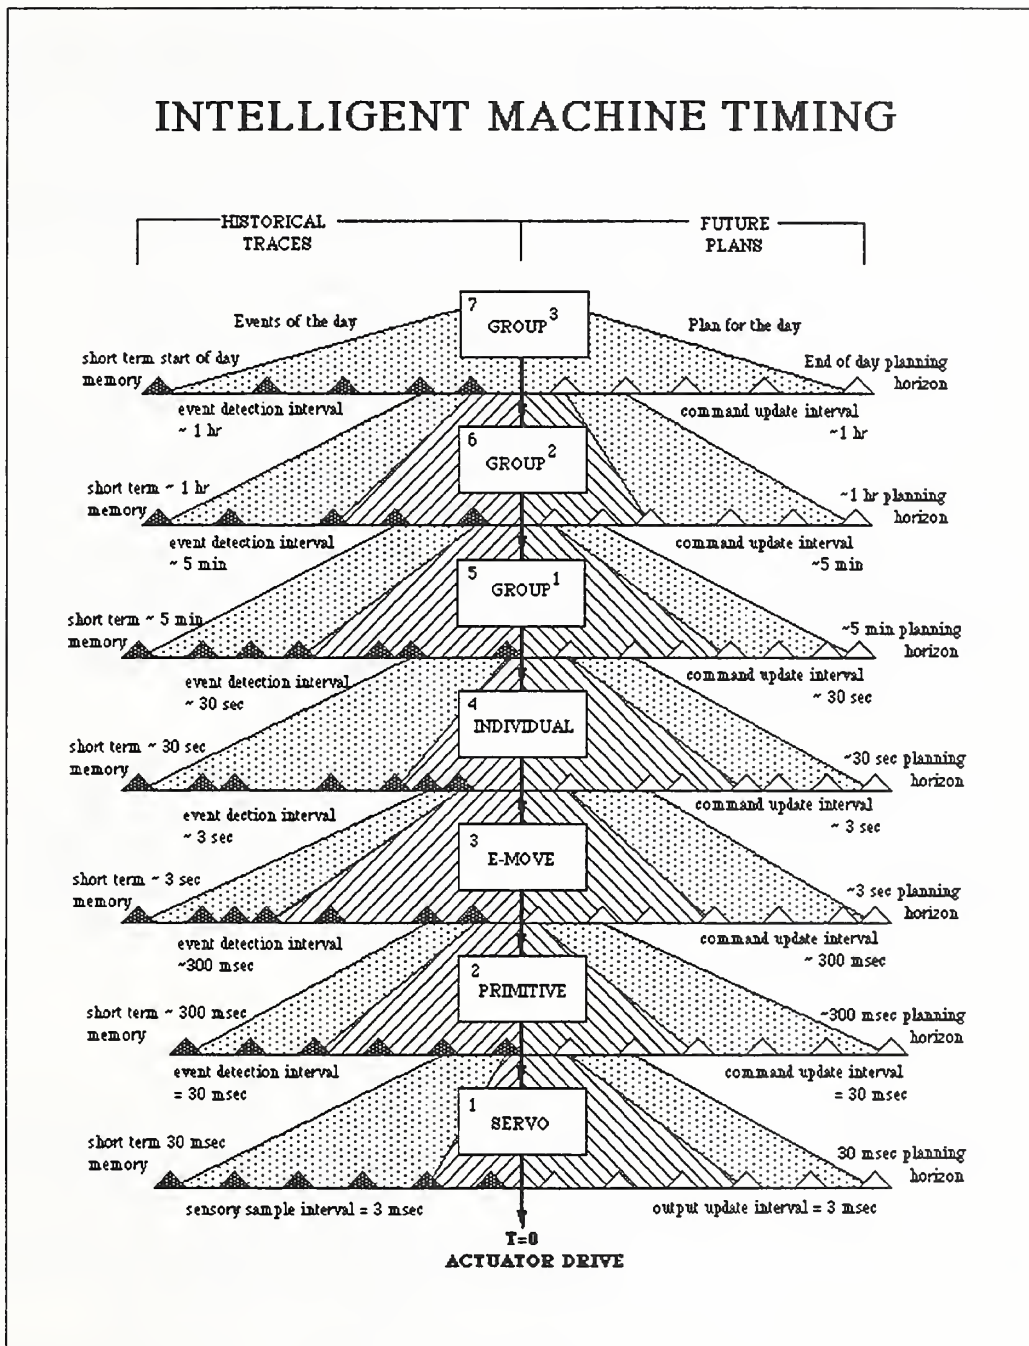 INTELLIGENT MACHINE TIMING
HISTORICAL
TRACES
FUTURE
PLANS
7
GROUP 3
Events of the day
Plan for the day
short term start of day
memory
End of day planning
horizon
event detection interval
~ 1 hr
command update interval
~1 hr
6
GROUP 2
short term ~ 1 hr
memory
~1 hr planning
horizon
event detection interval
~ 5 min
command update interval
~5 min
5
GROUP 1
short term ~ 5 min
memory
~5 min planning
horizon
event detection interval
~ 30 sec
command update interval
~ 30 sec
4
INDIVIDUAL
short term ~ 30 sec
memory
~30 sec planning
horizon
event dection interval
~ 3 sec
command update interval
~ 3 sec
3
E-MOVE
short term ~ 3 sec
memory
~3 sec planning
horizon
event detection interval
~300 msec
command update interval
~ 300 msec
2
PRIMITIVE
short term ~ 300 msec
memory
~300 msec planning
horizon
event detection interval
= 30 msec
command update interval
= 30 msec
1
SERVO
short term 30 msec
memory
30 msec planning
horizon
sensory sample interval = 3 msec
output update interval = 3 msec
T=0
ACTUATOR DRIVE